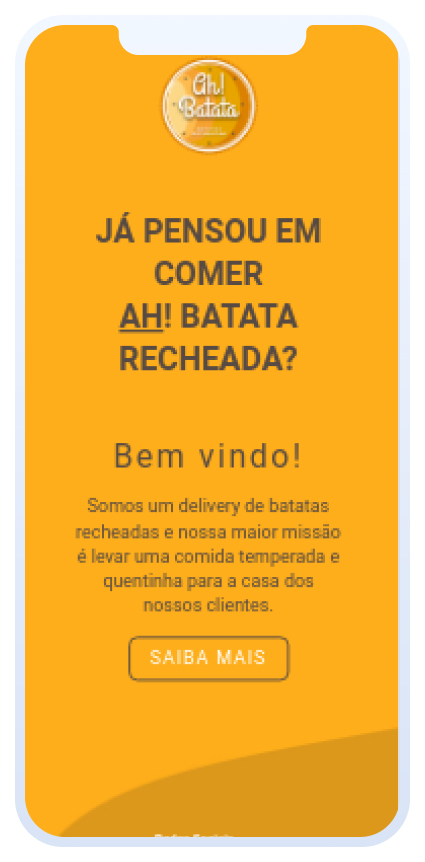 Ah!
Batata
JÁ PENSOU EM
COMER
AH! BATATA
RECHEADA?
Bem vindo!
Somos um delivery de batatas
recheadas e nossa maior missão
é levar uma comida temperada e
quentinha para a casa dos
nossos clientes.
SAIBA MAIS